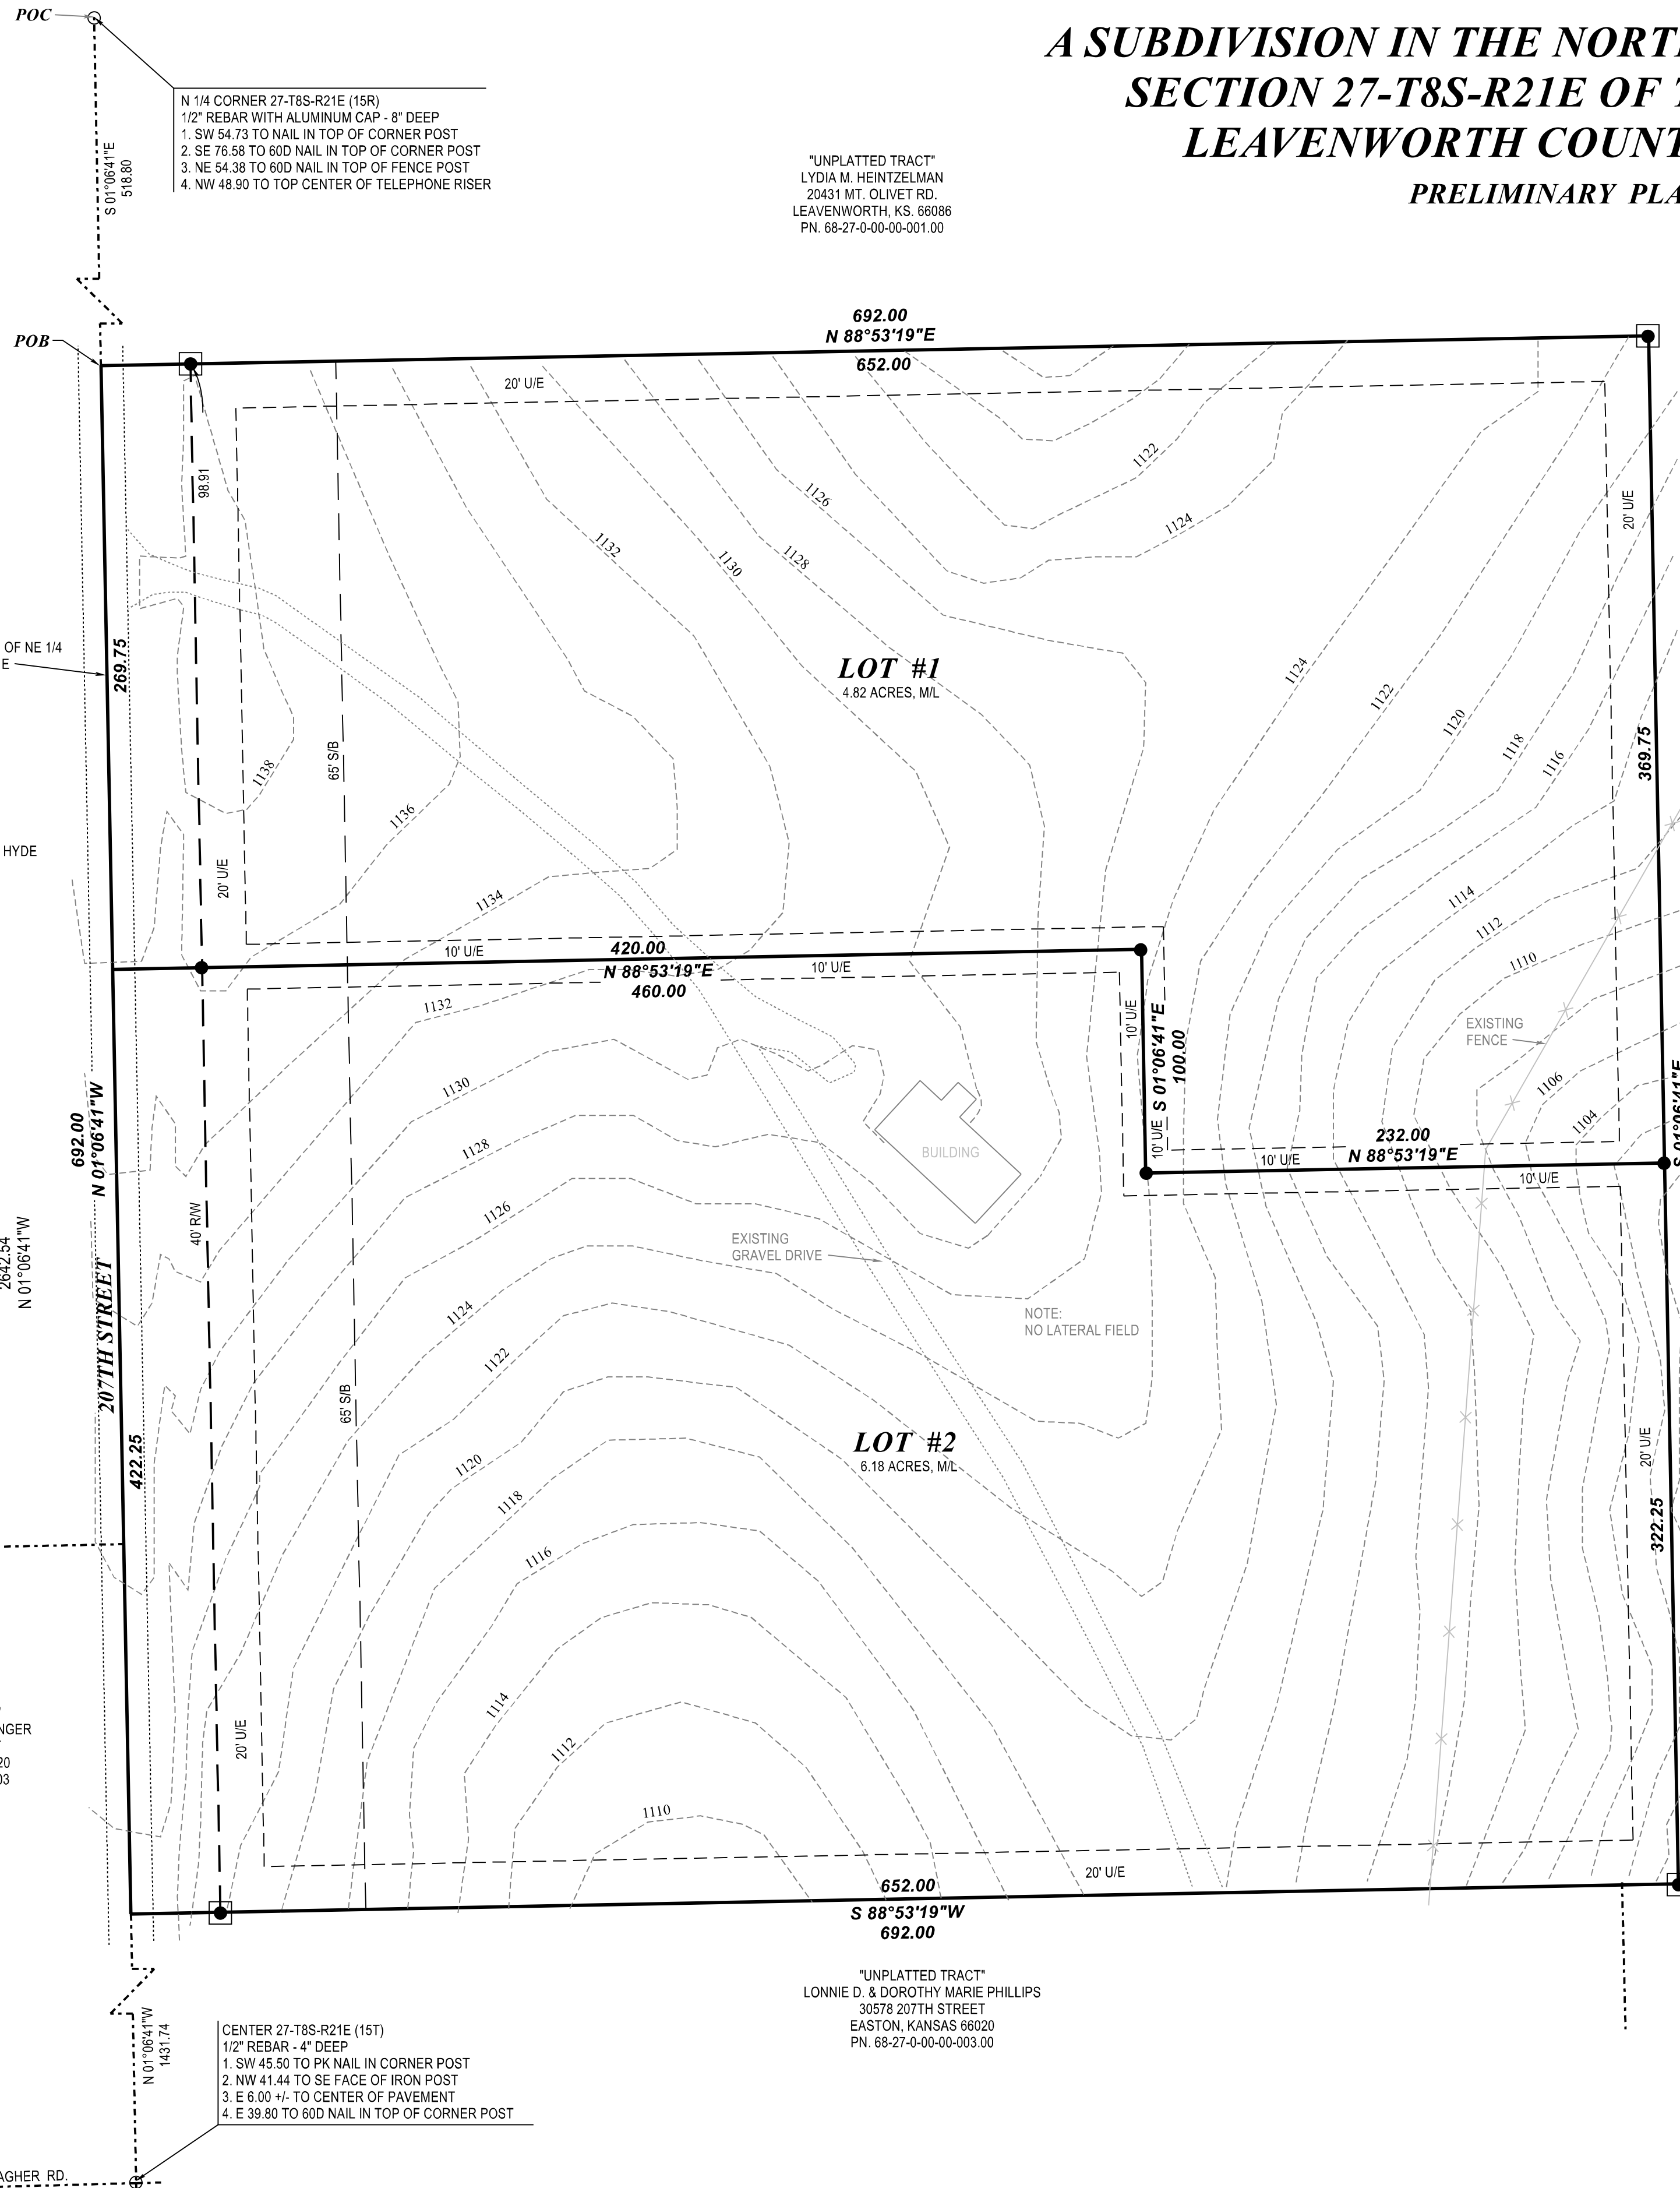 POC
A SUBDIVISION IN THE NORT
SECTION 27-T8S-R21E OF T
LEAVENWORTH COUNT
PRELIMINARY PLA
N 1/4 CORNER 27-T8S-R21E (15R)
1/2" REBAR WITH ALUMINUM CAP - 8" DEEP
1. SW 54.73 TO NAIL IN TOP OF CORNER POST
2. SE 76.58 TO 60D NAIL IN TOP OF CORNER POST
3. NE 54.38 TO 60D NAIL IN TOP OF FENCE POST
4. NW 48.90 TO TOP CENTER OF TELEPHONE RISER
S 01°06'41"E
518.80
"UNPLATTED TRACT"
LYDIA M. HEINTZELMAN
20431 MT. OLIVET RD.
LEAVENWORTH, KS. 66086
PN. 68-27-0-00-00-001.00
692.00
N 88°53'19"E
652.00
POB
20' U/E
98.91
1122
1126
1124
20' U/E
1132
1130
1128
OF NE 1/4
E
269.75
LOT #1
4.82 ACRES, M/L
1124
1122
1120
1118
1116
369.75
65' S/B
1138
1136
HYDE
20' U/E
1134
1114
1112
1110
10' U/E
420.00
N 88°53'19"E
460.00
10' U/E
1132
10' U/E
S 01°06'41"E
100.00
10' U/E
EXISTING
FENCE
1106
1104
S 01°06'41"E
1130
1128
BUILDING
232.00
N 88°53'19"E
10' U/E
10' U/E
692.00
N 01°06'41"W
40' R/W
1126
2642.54
N 01°06'41"W
EXISTING
GRAVEL DRIVE
NOTE:
NO LATERAL FIELD
207TH STREET
1124
1122
65' S/B
422.25
LOT #2
6.18 ACRES, M/L
1120
1118
1116
20' U/E
322.25
1114
1112
1110
NGER
20
03
20' U/E
20' U/E
652.00
S 88°53'19"W
692.00
"UNPLATTED TRACT"
LONNIE D. & DOROTHY MARIE PHILLIPS
30578 207TH STREET
EASTON, KANSAS 66020
PN. 68-27-0-00-00-003.00
N 01°06'41"W
1431.74
CENTER 27-T8S-R21E (15T)
1/2" REBAR - 4" DEEP
1. SW 45.50 TO PK NAIL IN CORNER POST
2. NW 41.44 TO SE FACE OF IRON POST
3. E 6.00 +/- TO CENTER OF PAVEMENT
4. E 39.80 TO 60D NAIL IN TOP OF CORNER POST
AGHER RD.